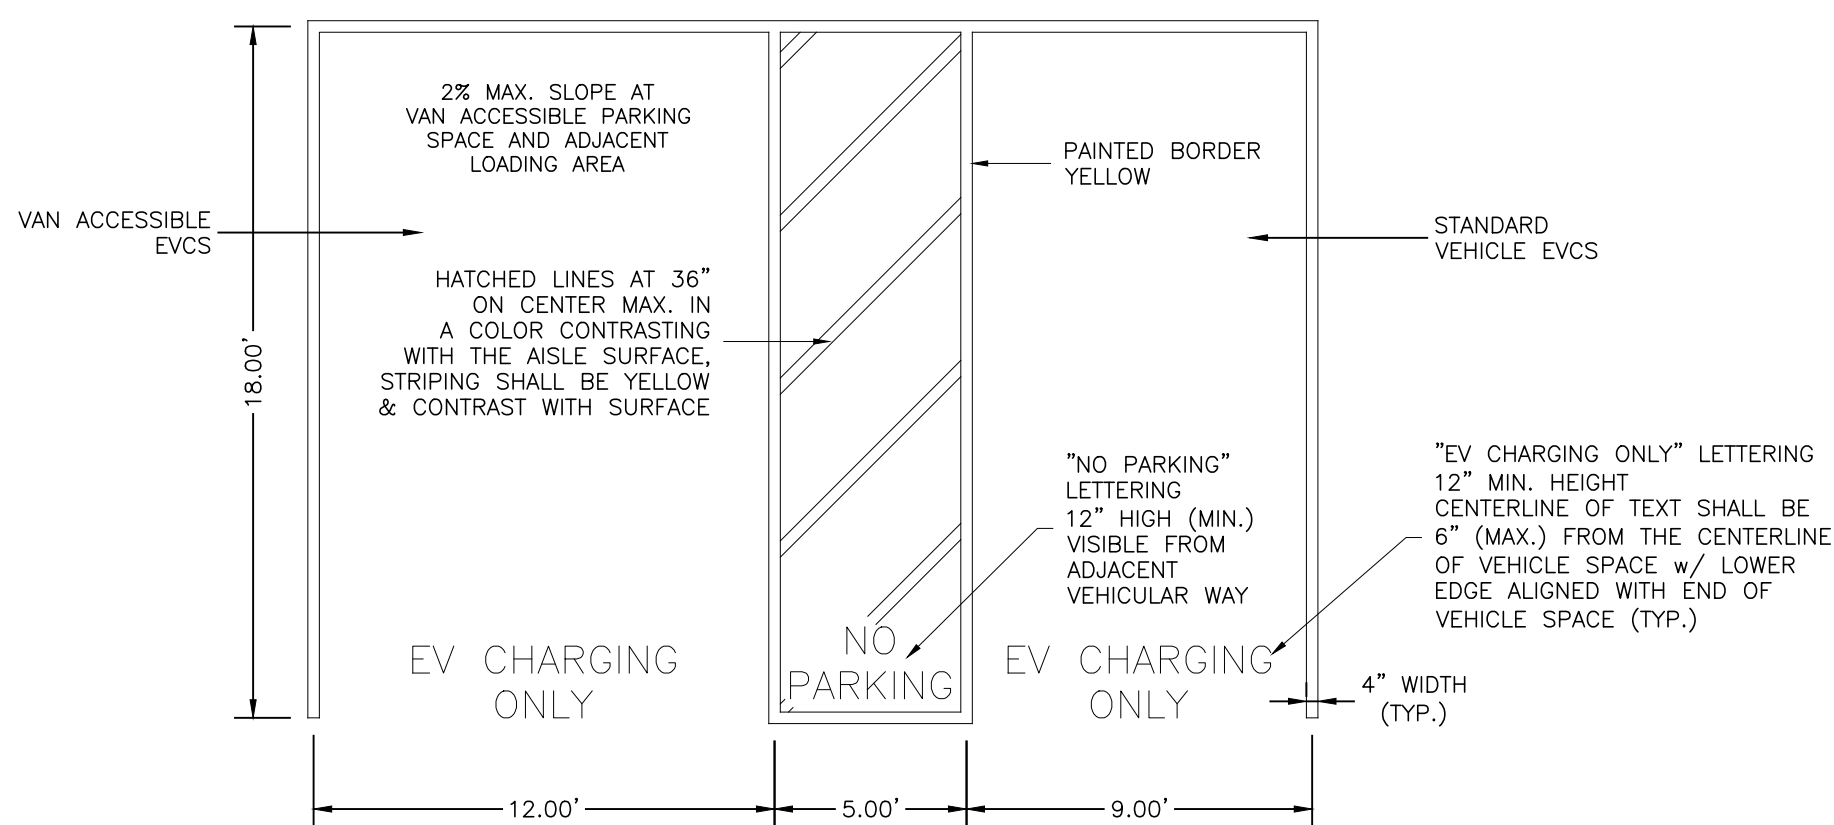 2% MAX. SLOPE AT
VAN ACCESSIBLE PARKING
SPACE AND ADJACENT
LOADING AREA
PAINTED BORDER
YELLOW
VAN ACCESSIBLE
EVCS
STANDARD
VEHICLE EVCS
HATCHED LINES AT 36”
ON CENTER MAX. IN
A COLOR CONTRASTING
WITH THE AISLE SURFACE,
STRIPING SHALL BE YELLOW
& CONTRAST WITH SURFACE
18.00'
”NO PARKING”
LETTERING
12” HIGH (MIN.)
VISIBLE FROM
ADJACENT
VEHICULAR WAY
”EV CHARGING ONLY” LETTERING
12” MIN. HEIGHT
CENTERLINE OF TEXT SHALL BE
6” (MAX.) FROM THE CENTERLINE
OF VEHICLE SPACE w/ LOWER
EDGE ALIGNED WITH END OF
VEHICLE SPACE (TYP.)
EV CHARGING
ONLY
NO
PARKING
EV CHARGING
ONLY
4” WIDTH
(TYP.)
12.00'
5.00'
9.00'